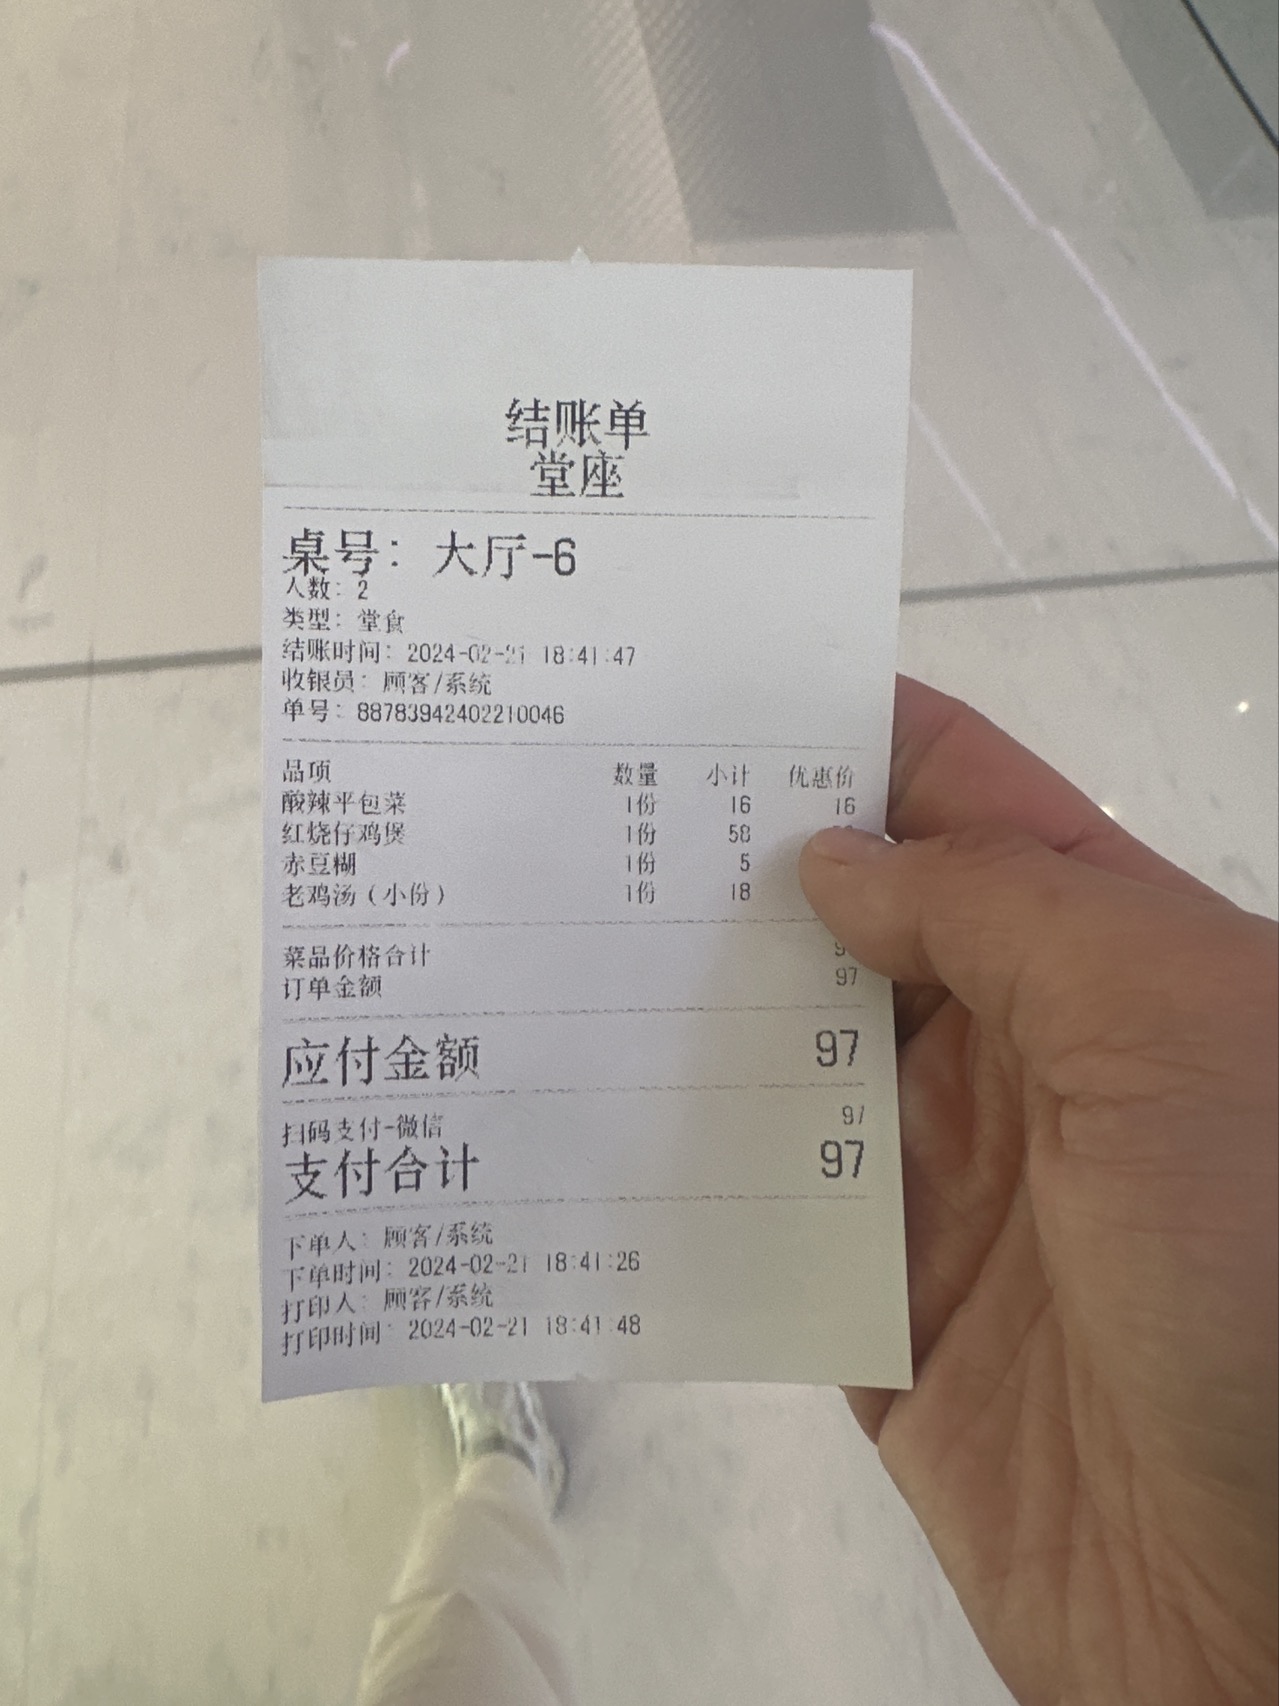 结账单
堂座
桌号：大厅-6
人数：2
类型：堂食
结账时间：2024-02-21 18:41:47
收银员：顾客/系统
单号：88783942402210046
品项 数量 小计 优惠价
酸辣平包菜 1份 16 16
红烧仔鸡煲 1份 58
赤豆糊 1份 5
老鸡汤（小份） 1份 18
菜品价格合计
订单金额 97
应付金额 97
扫码支付-微信 97
支付合计 97
下单人：顾客/系统
下单时间：2024-02-21 18:41:26
打印人：顾客/系统
打印时间：2024-02-21 18:41:48